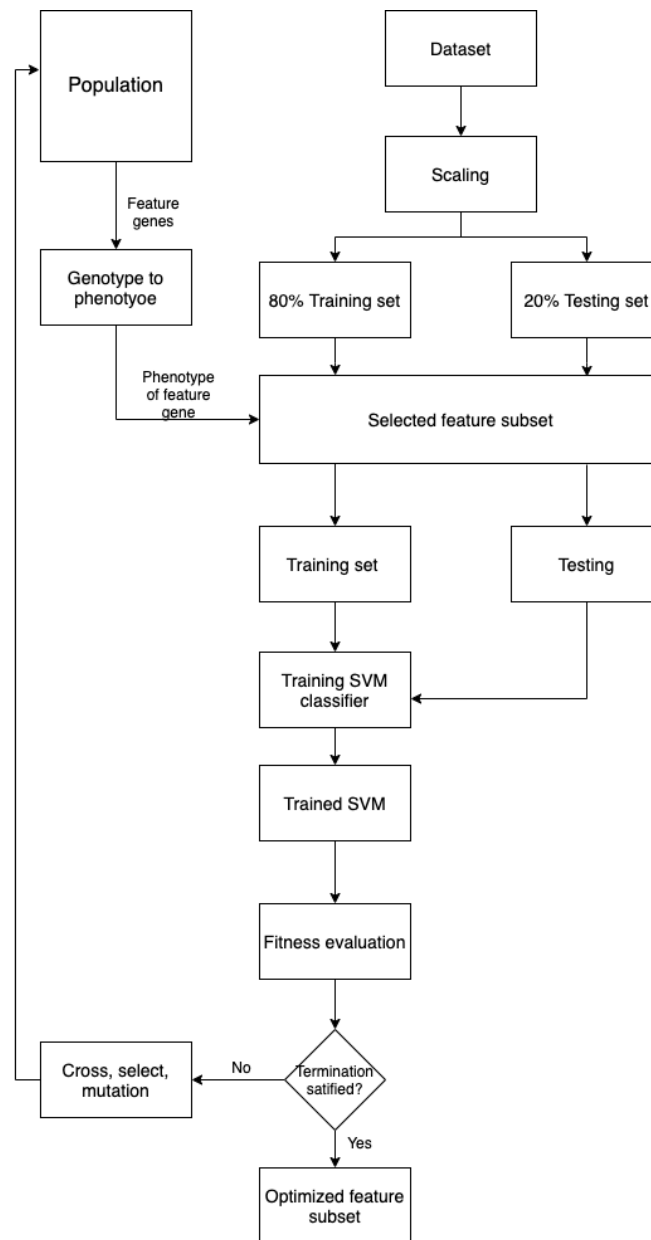 Population
Dataset
Scaling
Feature
genes
Genotype to
phenotyoe
80% Training set
20% Testing set
Phenotype
of feature
gene
Selected feature subset
Training set
Testing
Training SVM
classifier
Trained SVM
Fitness evaluation
Termination
satified?
No
Cross, select,
mutation
Yes
Optimized feature
subset